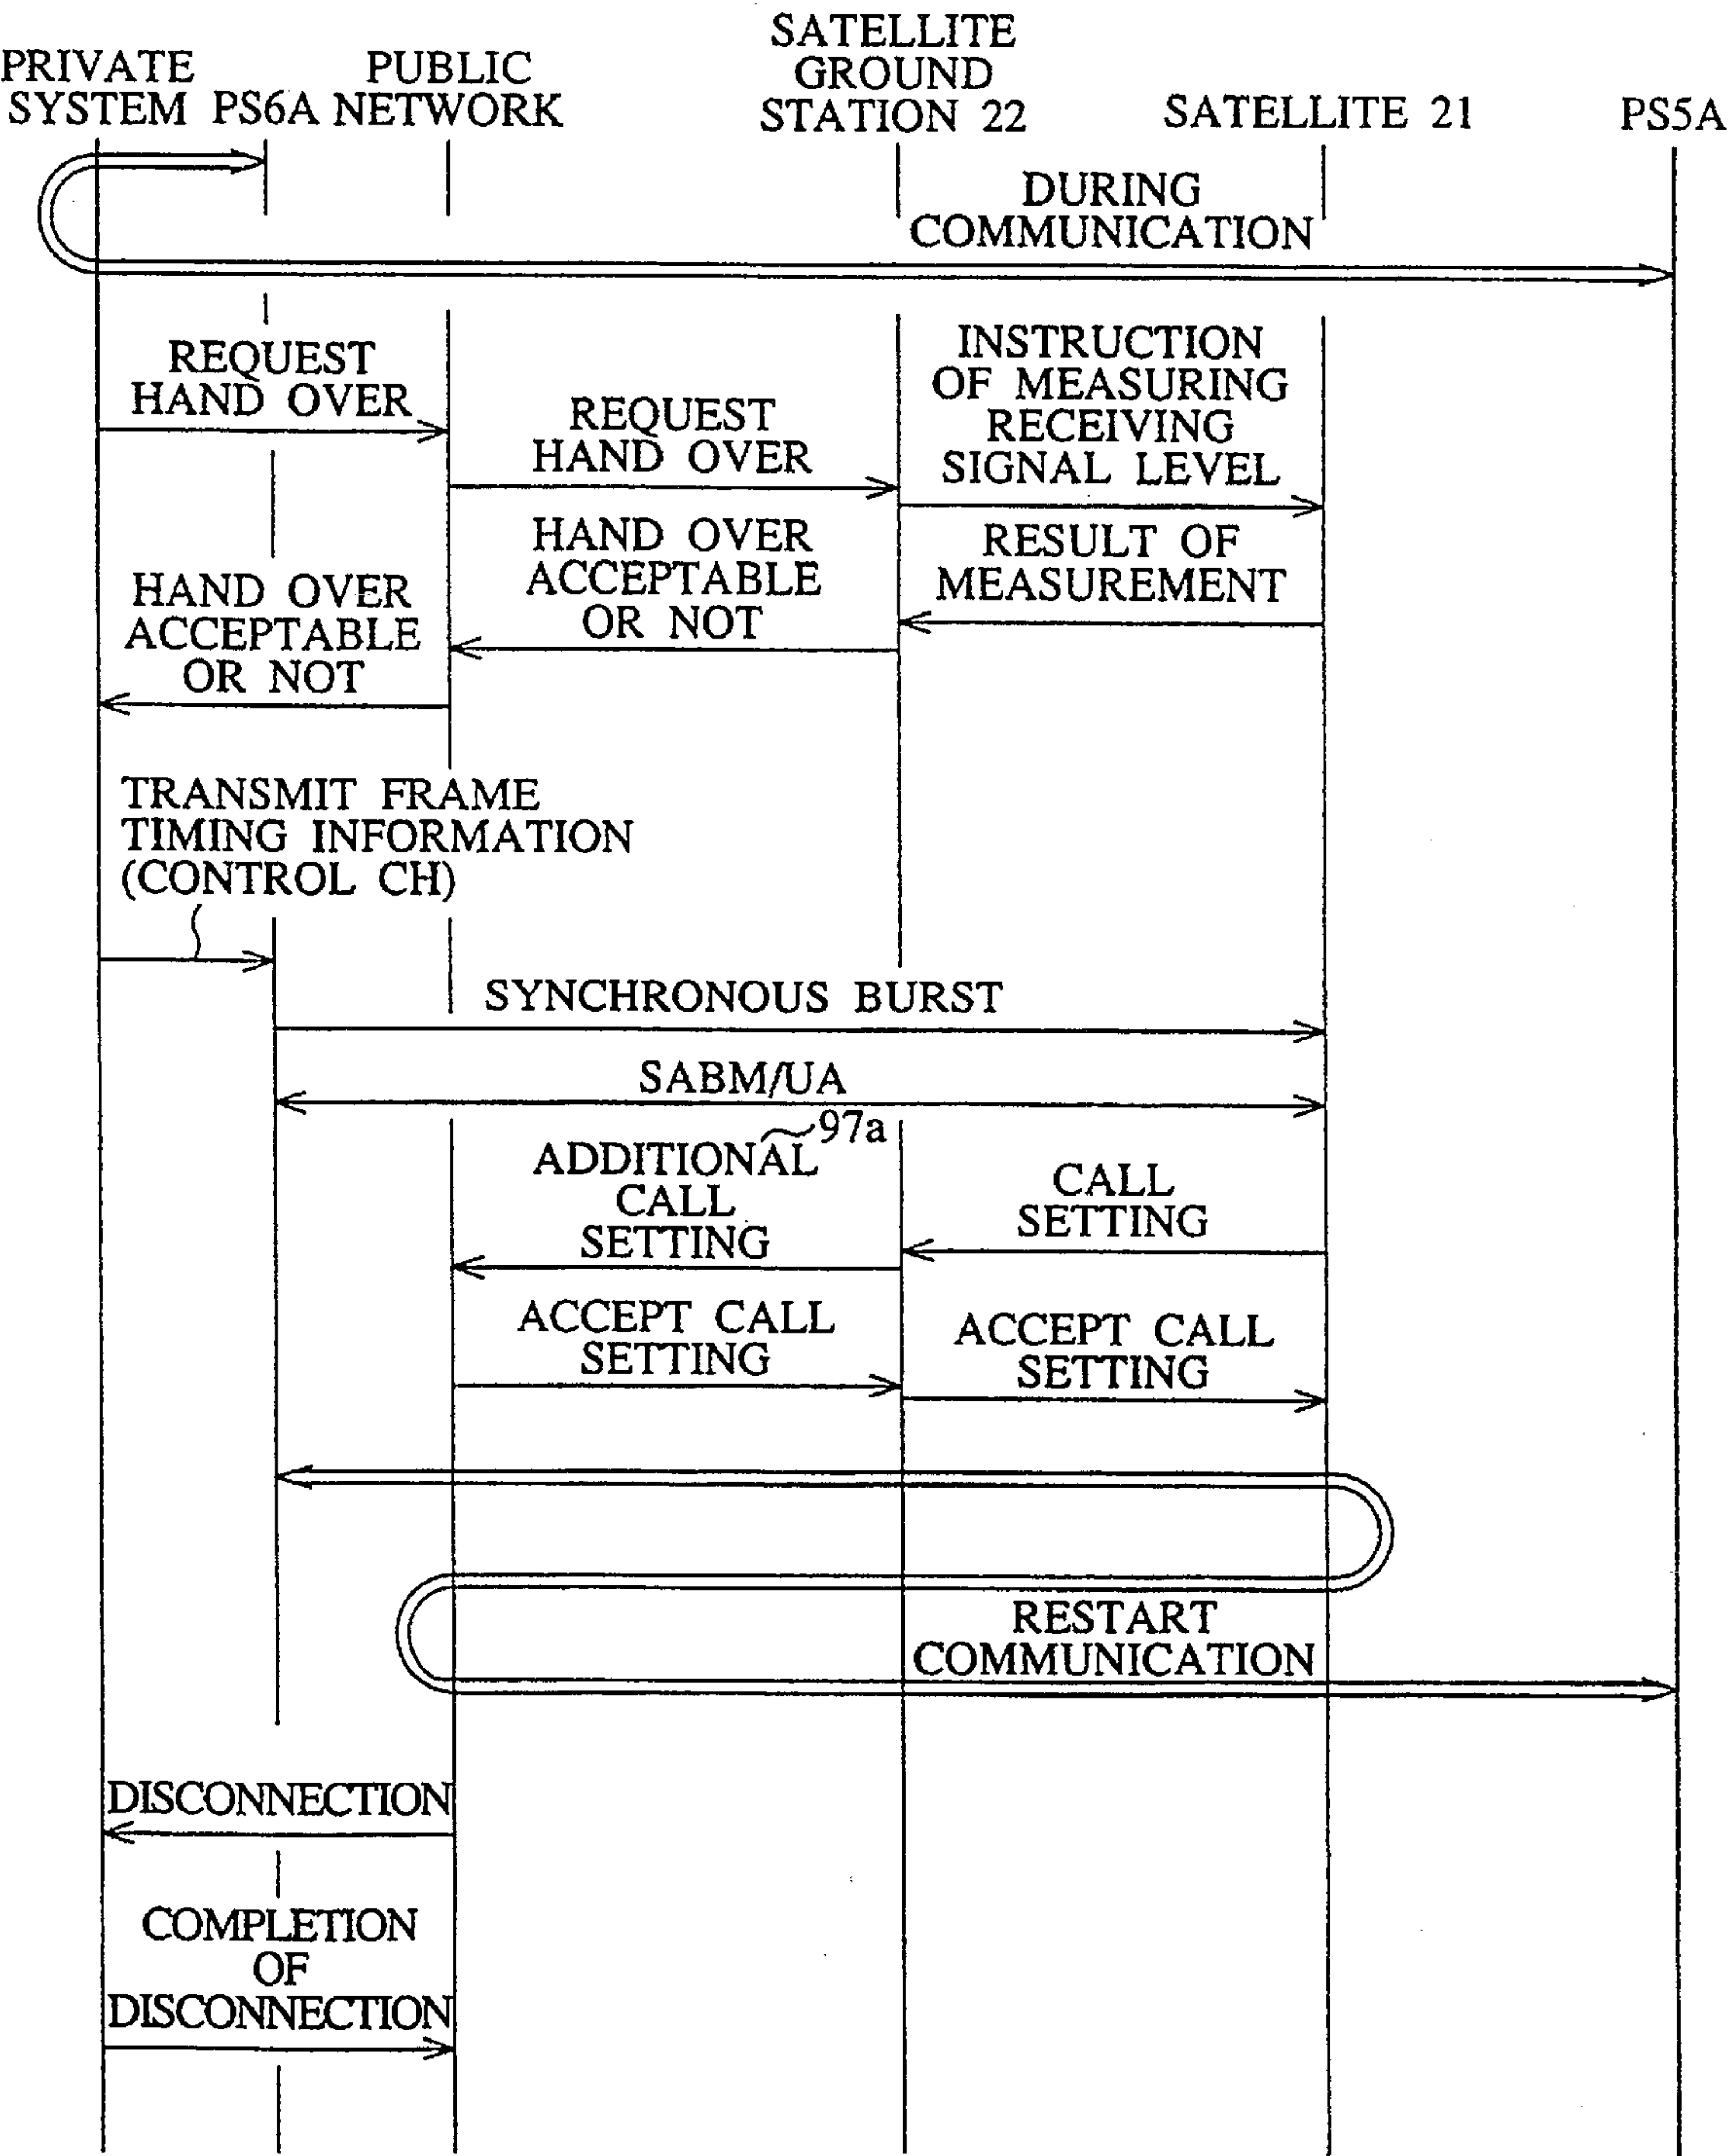 PRIVATE
SYSTEM
PS6A
PUBLIC
NETWORK
SATELLITE
GROUND
STATION 22
SATELLITE 21
PS5A
DURING
COMMUNICATION
REQUEST
HAND OVER
REQUEST
HAND OVER
INSTRUCTION
OF MEASURING
RECEIVING
SIGNAL LEVEL
HAND OVER
ACCEPTABLE
OR NOT
HAND OVER
ACCEPTABLE
OR NOT
RESULT OF
MEASUREMENT
TRANSMIT FRAME
TIMING INFORMATION
(CONTROL CH)
SYNCHRONOUS BURST
SABM/UA
97a
ADDITIONAL
CALL
SETTING
CALL
SETTING
ACCEPT CALL
SETTING
ACCEPT CALL
SETTING
RESTART
COMMUNICATION
DISCONNECTION
COMPLETION
OF
DISCONNECTION